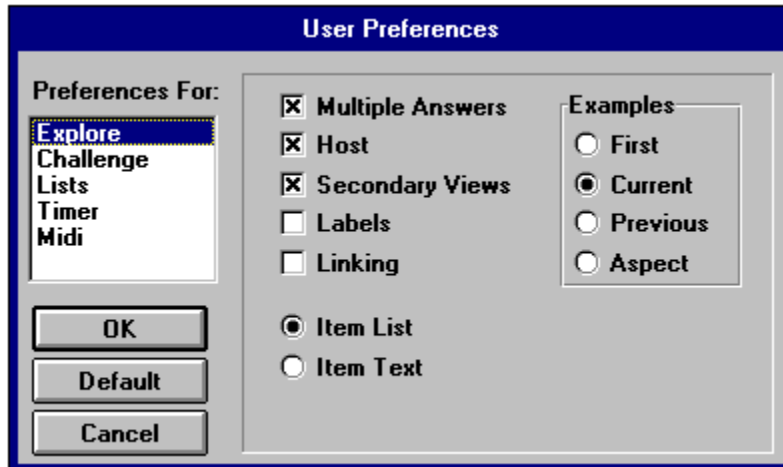 User Preferences
Preferences For:
Explore
Challenge
Lists
Timer
Midi
OK
Default
Cancel
Multiple Answers
Host
Secondary Views
Labels
Linking
Item List
Item Text
Examples
First
Current
Previous
Aspect